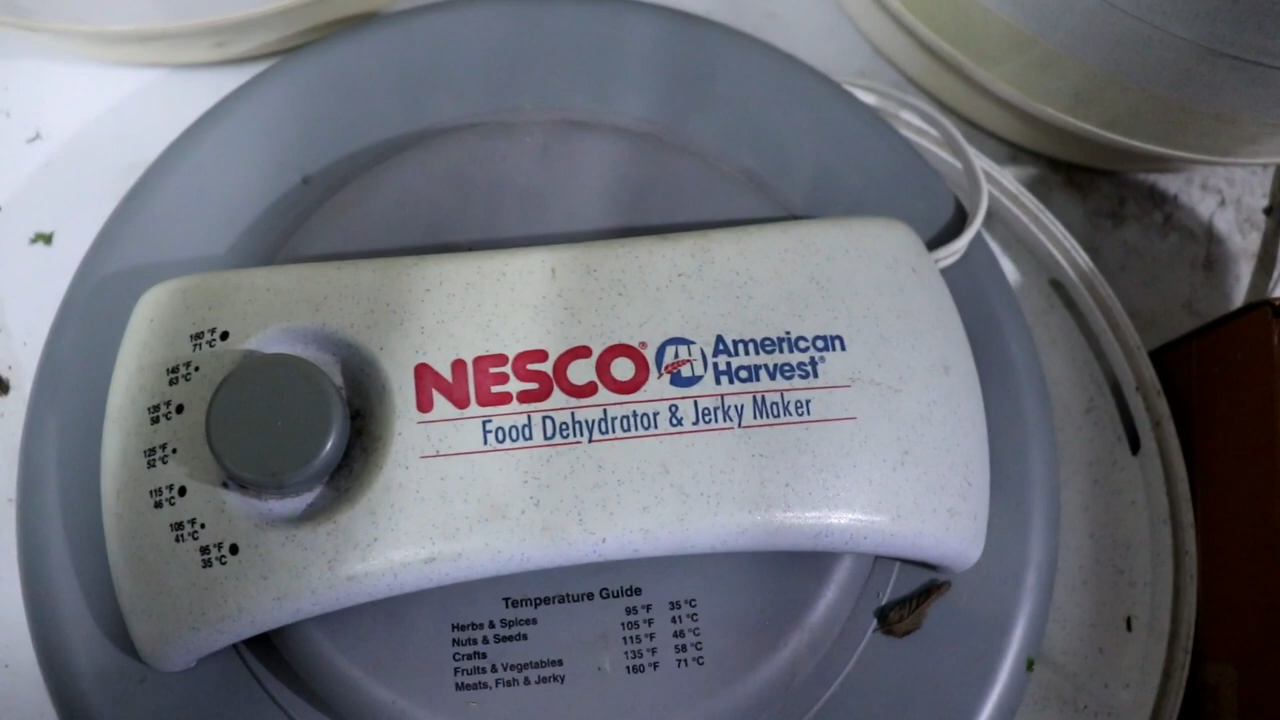 160 °F
71 °C
145 °F
63 °C
135 °F
58 °C
125 °F
52 °C
115 °F
46 °C
105 °F
41 °C
95 °F
35 °C
NESCO® American Harvest®
Food Dehydrator & Jerky Maker
Temperature Guide
Herbs & Spices 95 °F 35 °C
Nuts & Seeds 105 °F 41 °C
Crafts 115 °F 46 °C
Fruits & Vegetables 135 °F 58 °C
Meats, Fish & Jerky 160 °F 71 °C